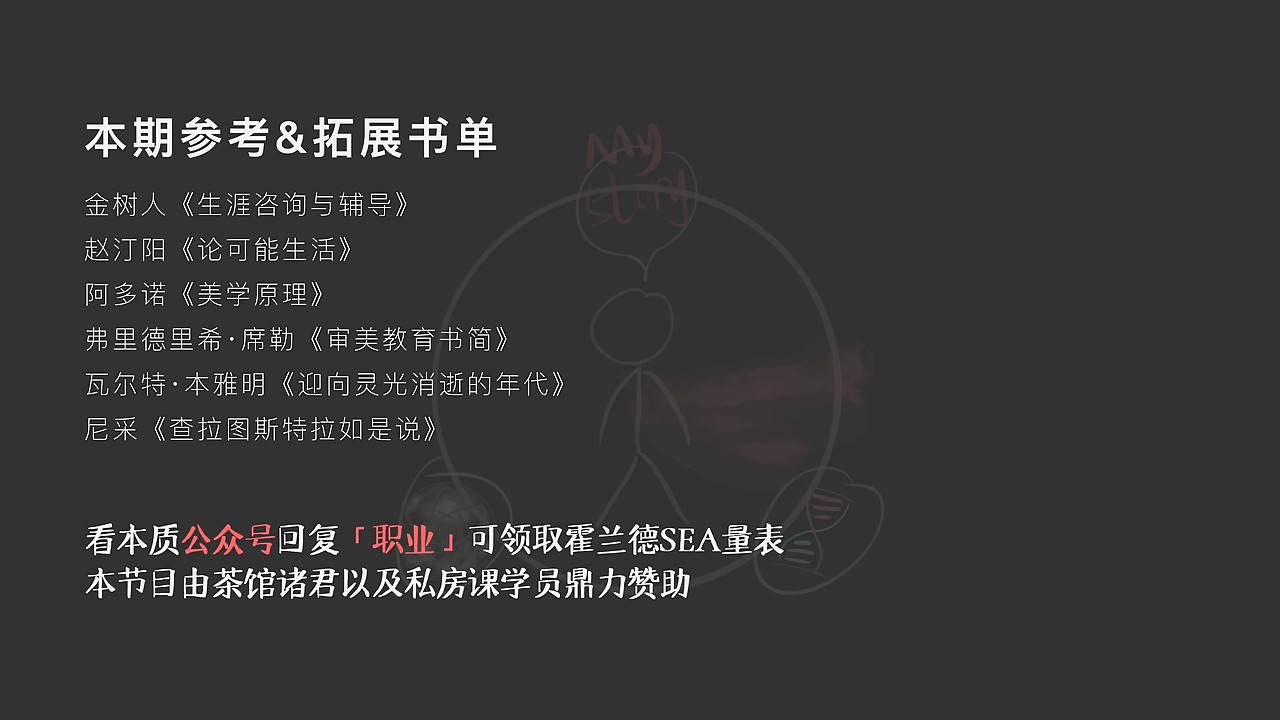 本期参考&拓展书单
My
story
金树人《生涯咨询与辅导》
赵汀阳《论可能生活》
阿多诺《美学原理》
弗里德里希·席勒《审美教育书简》
瓦尔特·本雅明《迎向灵光消逝的年代》
尼采《查拉图斯特拉如是说》
看本质公众号回复「职业」可领取霍兰德SEA量表
本节目由茶馆诸君以及私房课学员鼎力赞助